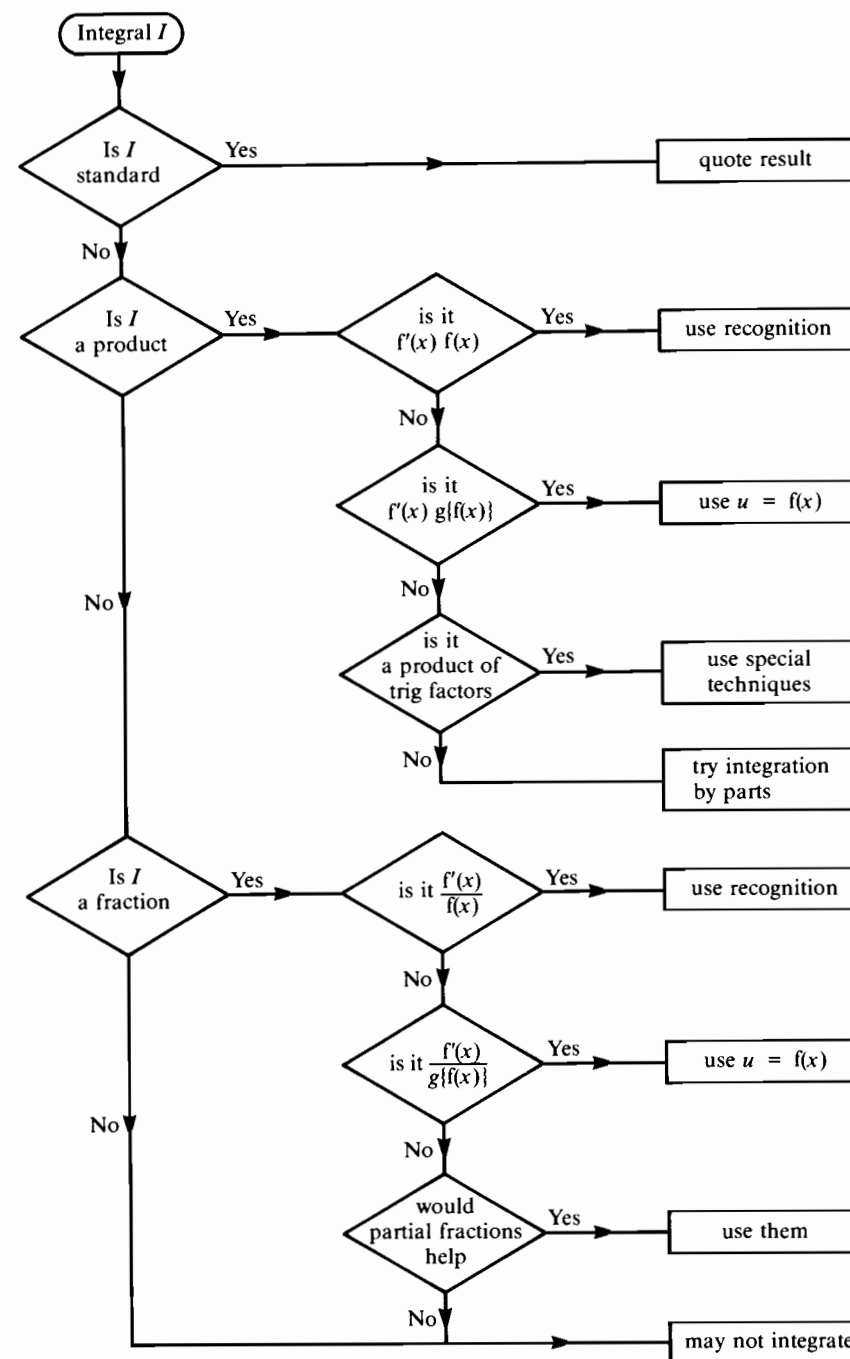 Integral I
Is I
standard
Yes
quote result
No
Is I
a product
Yes
is it
f′(x) f(x)
Yes
use recognition
No
is it
f′(x) g{f(x)}
Yes
use u = f(x)
No
No
is it
a product of
trig factors
Yes
use special
techniques
No
try integration
by parts
Is I
a fraction
Yes
is it f′(x)/f(x)
Yes
use recognition
No
is it f′(x)/g{f(x)}
Yes
use u = f(x)
No
No
would
partial fractions
help
Yes
use them
No
may not integrate